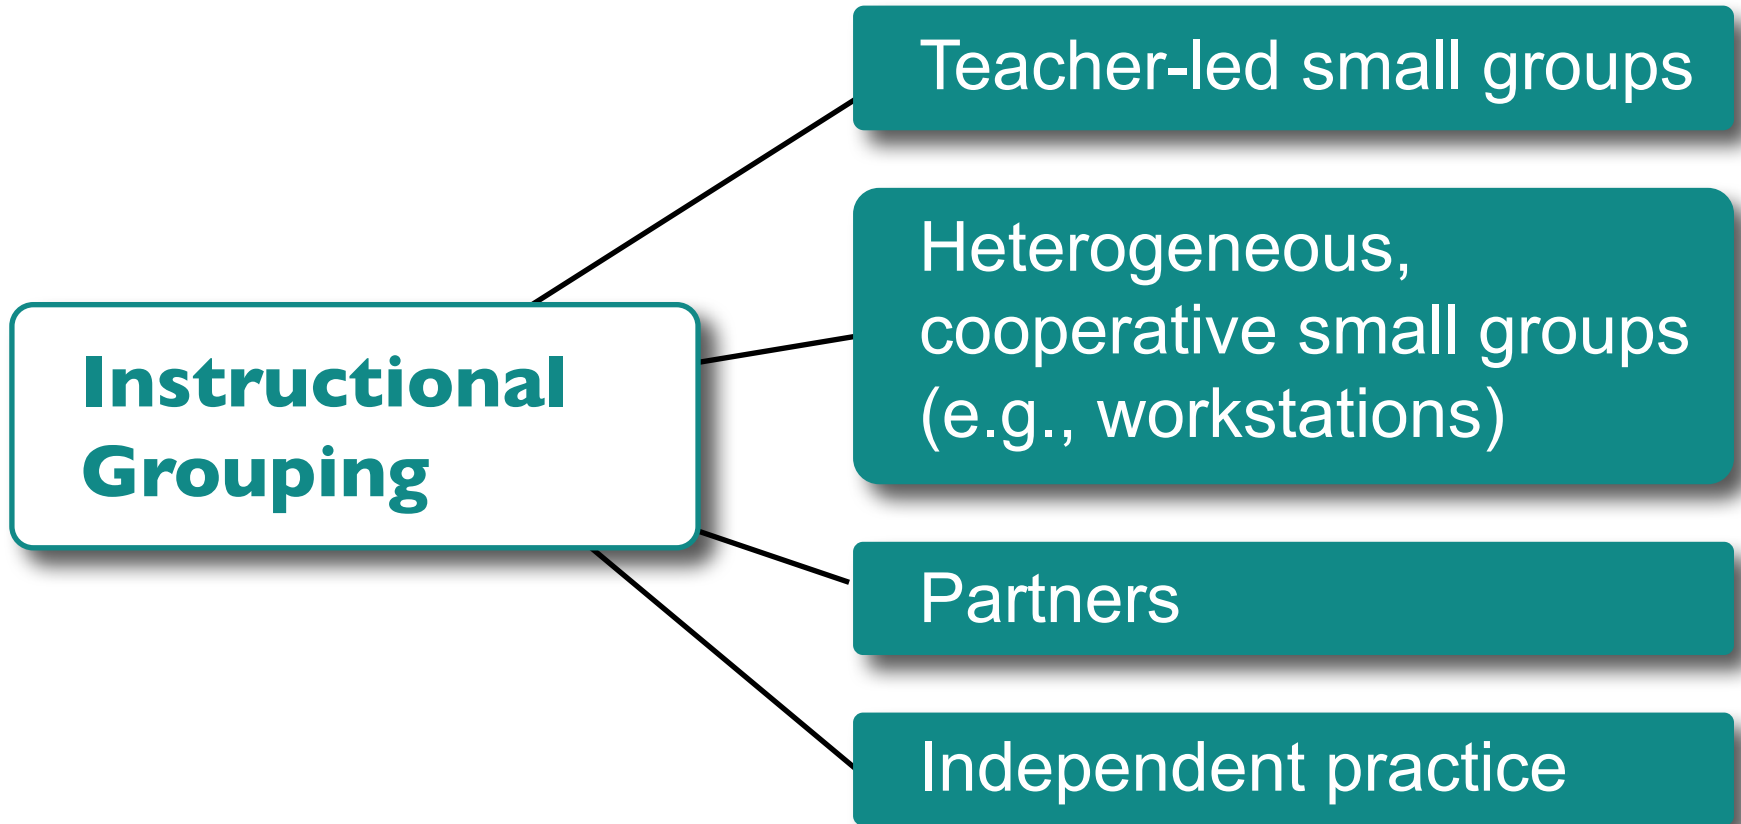 Teacher-led small groups
Heterogeneous,
cooperative small groups
(e.g., workstations)
Instructional
Grouping
Partners
Independent practice